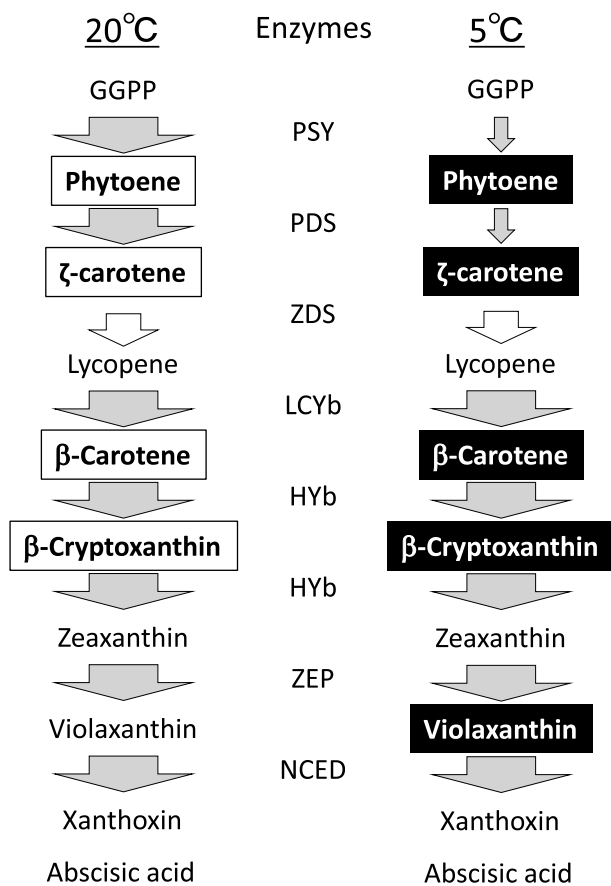 20℃ Enzymes 5℃
GGPP GGPP
PSY
Phytoene Phytoene
PDS
ζ-carotene ζ-carotene
ZDS
Lycopene Lycopene
LCYb
β-Carotene β-Carotene
HYb
β-Cryptoxanthin β-Cryptoxanthin
HYb
Zeaxanthin Zeaxanthin
ZEP
Violaxanthin Violaxanthin
NCED
Xanthoxin Xanthoxin
Abscisic acid Abscisic acid